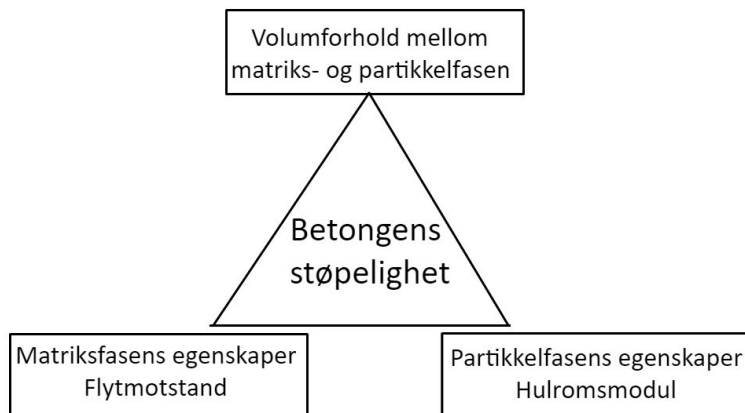 Volumforhold mellom
matriks- og partikkelfasen
Betongens
støpelighet
Matriksfasens egenskaper
Flytmotstand
Partikkelfasens egenskaper
Hulromsmodul